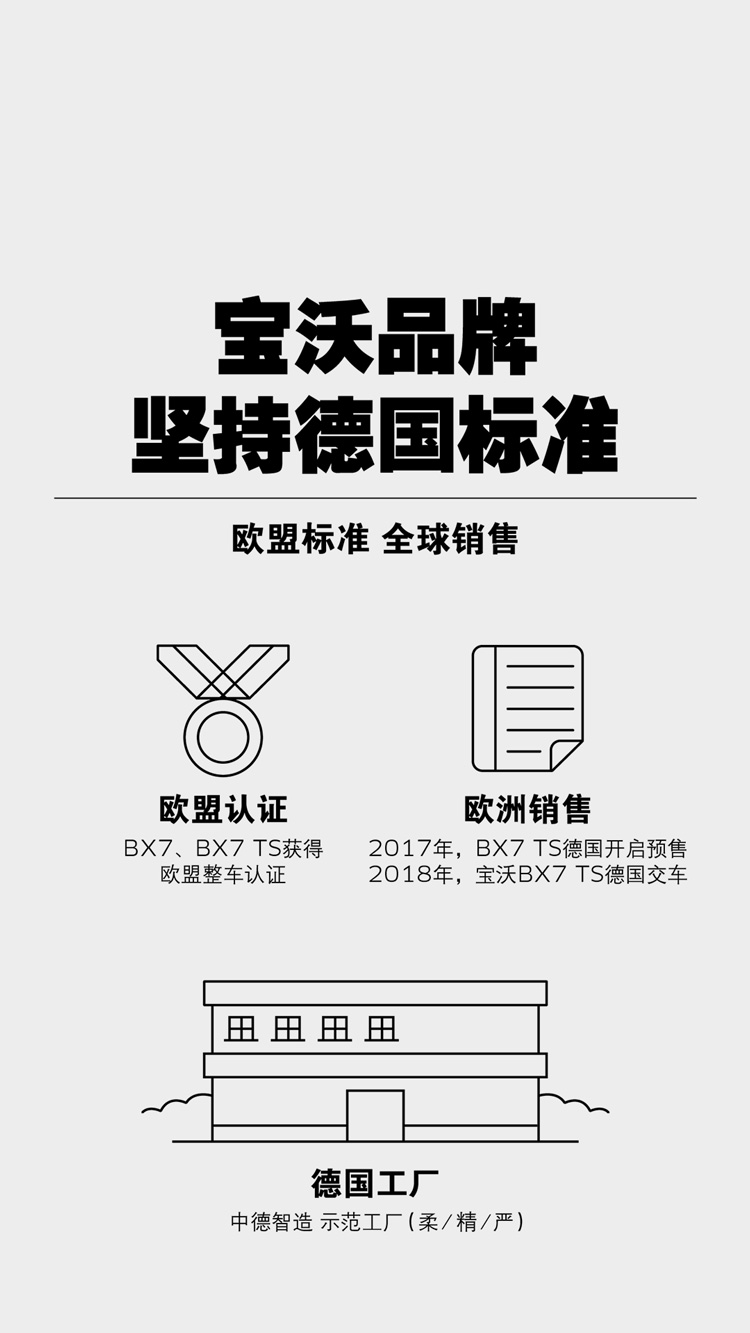 宝沃品牌
坚持德国标准
欧盟标准 全球销售
欧盟认证
BX7、BX7 TS获得
欧盟整车认证
欧洲销售
2017年，BX7 TS德国开启预售
2018年，宝沃BX7 TS德国交车
德国工厂
中德智造 示范工厂(柔/精/严)